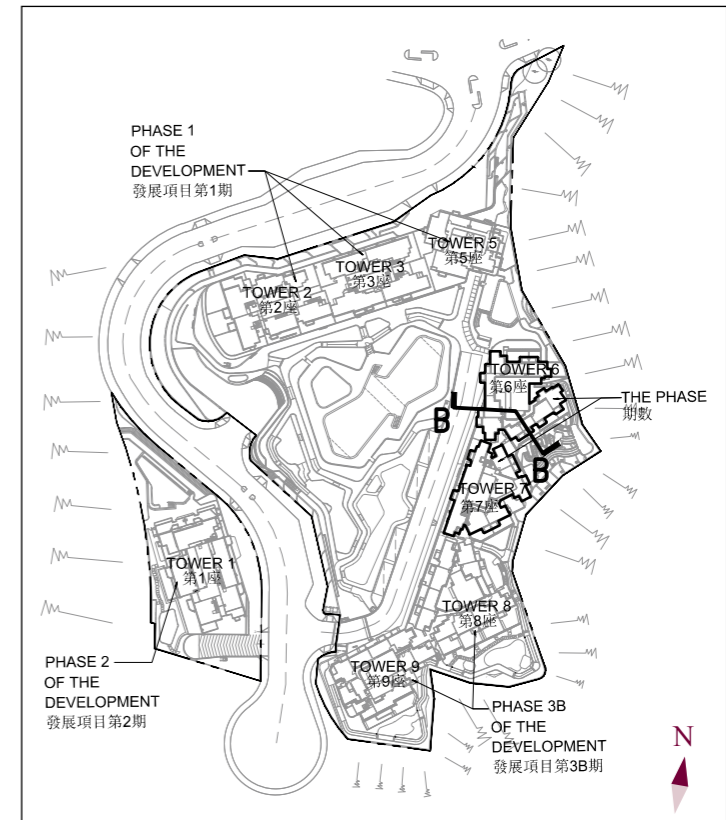 PHASE 1
OF THE
DEVELOPMENT
發展項目第1期
TOWER 5
第5座
TOWER 3
第3座
TOWER 2
第2座
TOWER 6
第6座
THE PHASE
期數
B
B
TOWER 7
第7座
TOWER 1
第1座
TOWER 8
第8座
TOWER 9
第9座
PHASE 2
OF THE
DEVELOPMENT
發展項目第2期
PHASE 3B
OF THE
DEVELOPMENT
發展項目第3B期
N